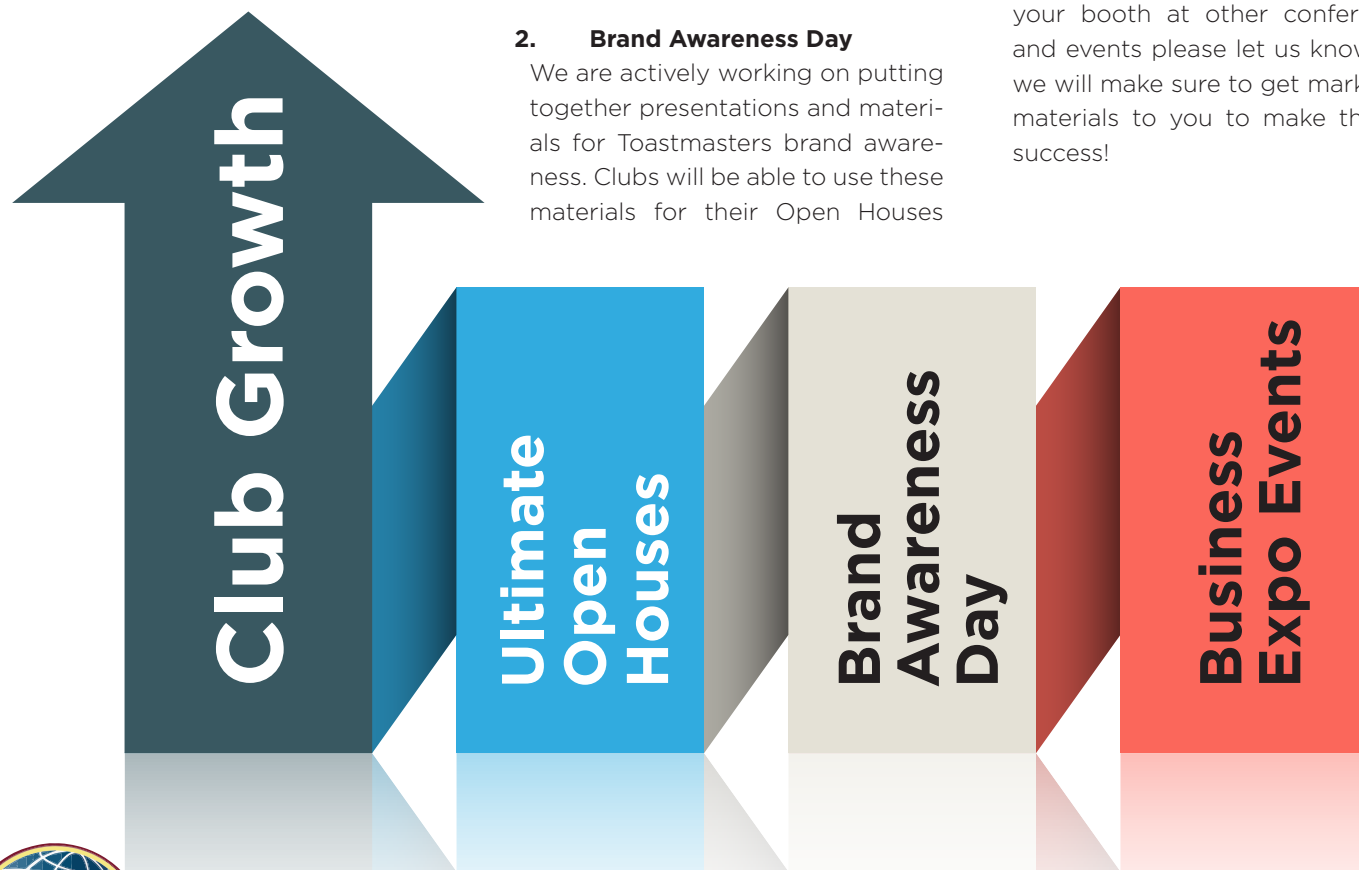 2. Brand Awareness Day
We are actively working on putting
together presentations and materi-
als for Toastmasters brand aware-
ness. Clubs will be able to use these
materials for their Open Houses
your booth at other confer
and events please let us know
we will make sure to get mark
materials to you to make th
success!
Club Growth
Ultimate
Open
Houses
Brand
Awareness
Day
Business
Expo Events